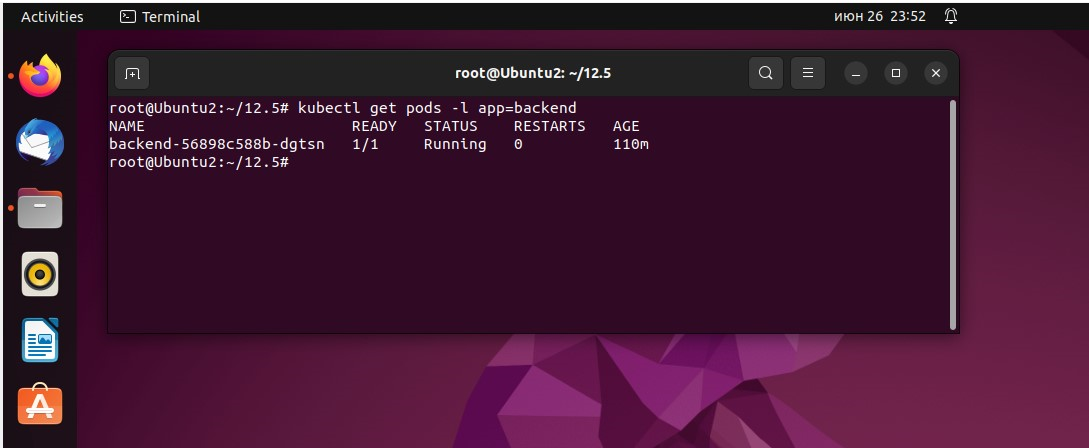 Activities Terminal июн 26 23:52
root@Ubuntu2: ~/12.5
root@Ubuntu2:~/12.5# kubectl get pods -l app=backend
NAME READY STATUS RESTARTS AGE
backend-56898c588b-dgtsn 1/1 Running 0 110m
root@Ubuntu2:~/12.5#